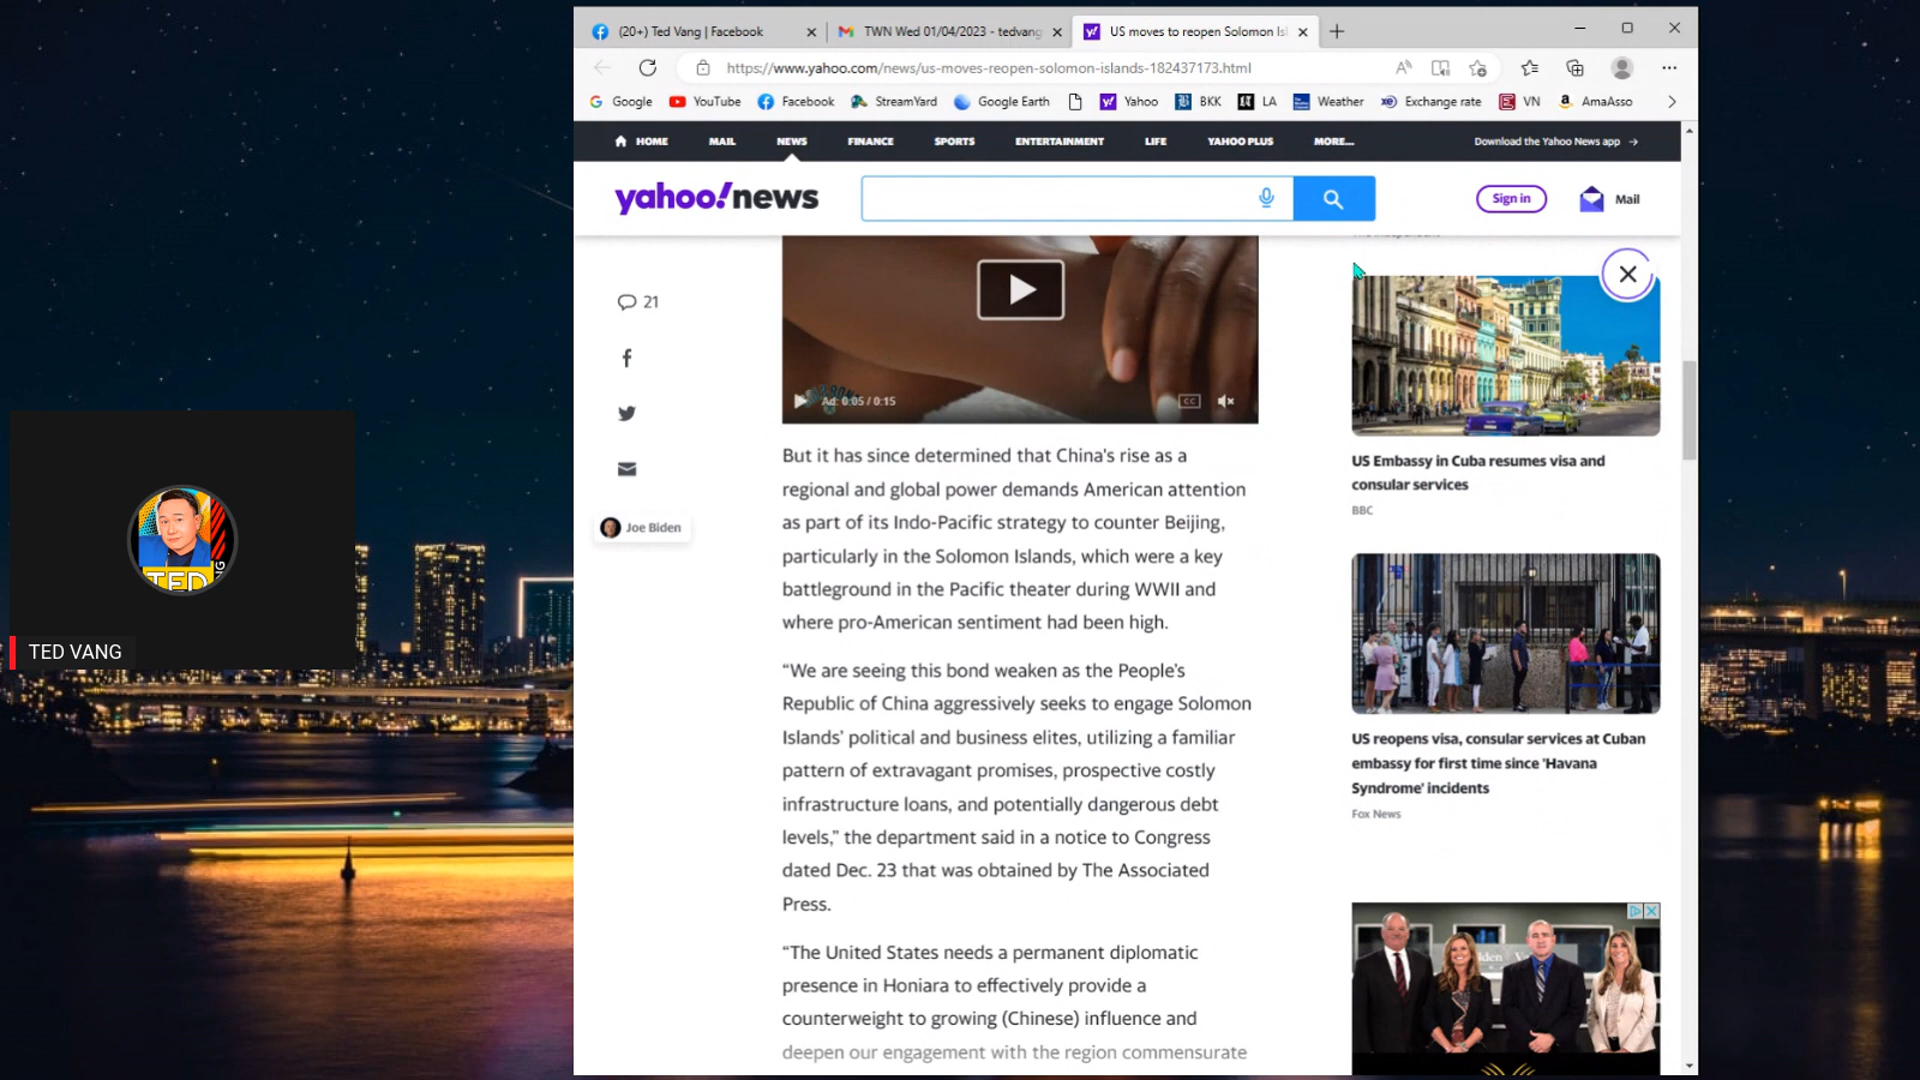 (20+) Ted Vang | Facebook
TWN Wed 01/04/2023 - tedvang
US moves to reopen Solomon Isl
https://www.yahoo.com/news/us-moves-reopen-solomon-islands-182437173.html
Google
YouTube
Facebook
StreamYard
Google Earth
Yahoo
BKK
LA
Weather
Exchange rate
VN
AmaAsso
HOME
MAIL
NEWS
FINANCE
SPORTS
ENTERTAINMENT
LIFE
YAHOO PLUS
MORE...
Download the Yahoo News app →
yahoo!news
Sign in
Mail
21
Joe Biden
Ad: 0:05 / 0:15
CC
But it has since determined that China's rise as a
regional and global power demands American attention
as part of its Indo-Pacific strategy to counter Beijing,
particularly in the Solomon Islands, which were a key
battleground in the Pacific theater during WWII and
where pro-American sentiment had been high.
“We are seeing this bond weaken as the People’s
Republic of China aggressively seeks to engage Solomon
Islands’ political and business elites, utilizing a familiar
pattern of extravagant promises, prospective costly
infrastructure loans, and potentially dangerous debt
levels,” the department said in a notice to Congress
dated Dec. 23 that was obtained by The Associated
Press.
“The United States needs a permanent diplomatic
presence in Honiara to effectively provide a
counterweight to growing (Chinese) influence and
deepen our engagement with the region commensurate
US Embassy in Cuba resumes visa and
consular services
BBC
US reopens visa, consular services at Cuban
embassy for first time since 'Havana
Syndrome' incidents
Fox News
TED
TED VANG